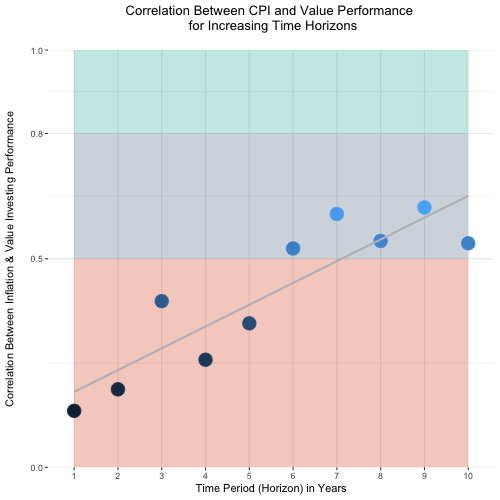 Correlation Between CPI and Value Performance
for Increasing Time Horizons
Correlation Between Inflation & Value Investing Performance
1.0
0.8
0.5
0.0
1 2 3 4 5 6 7 8 9 10
Time Period (Horizon) in Years